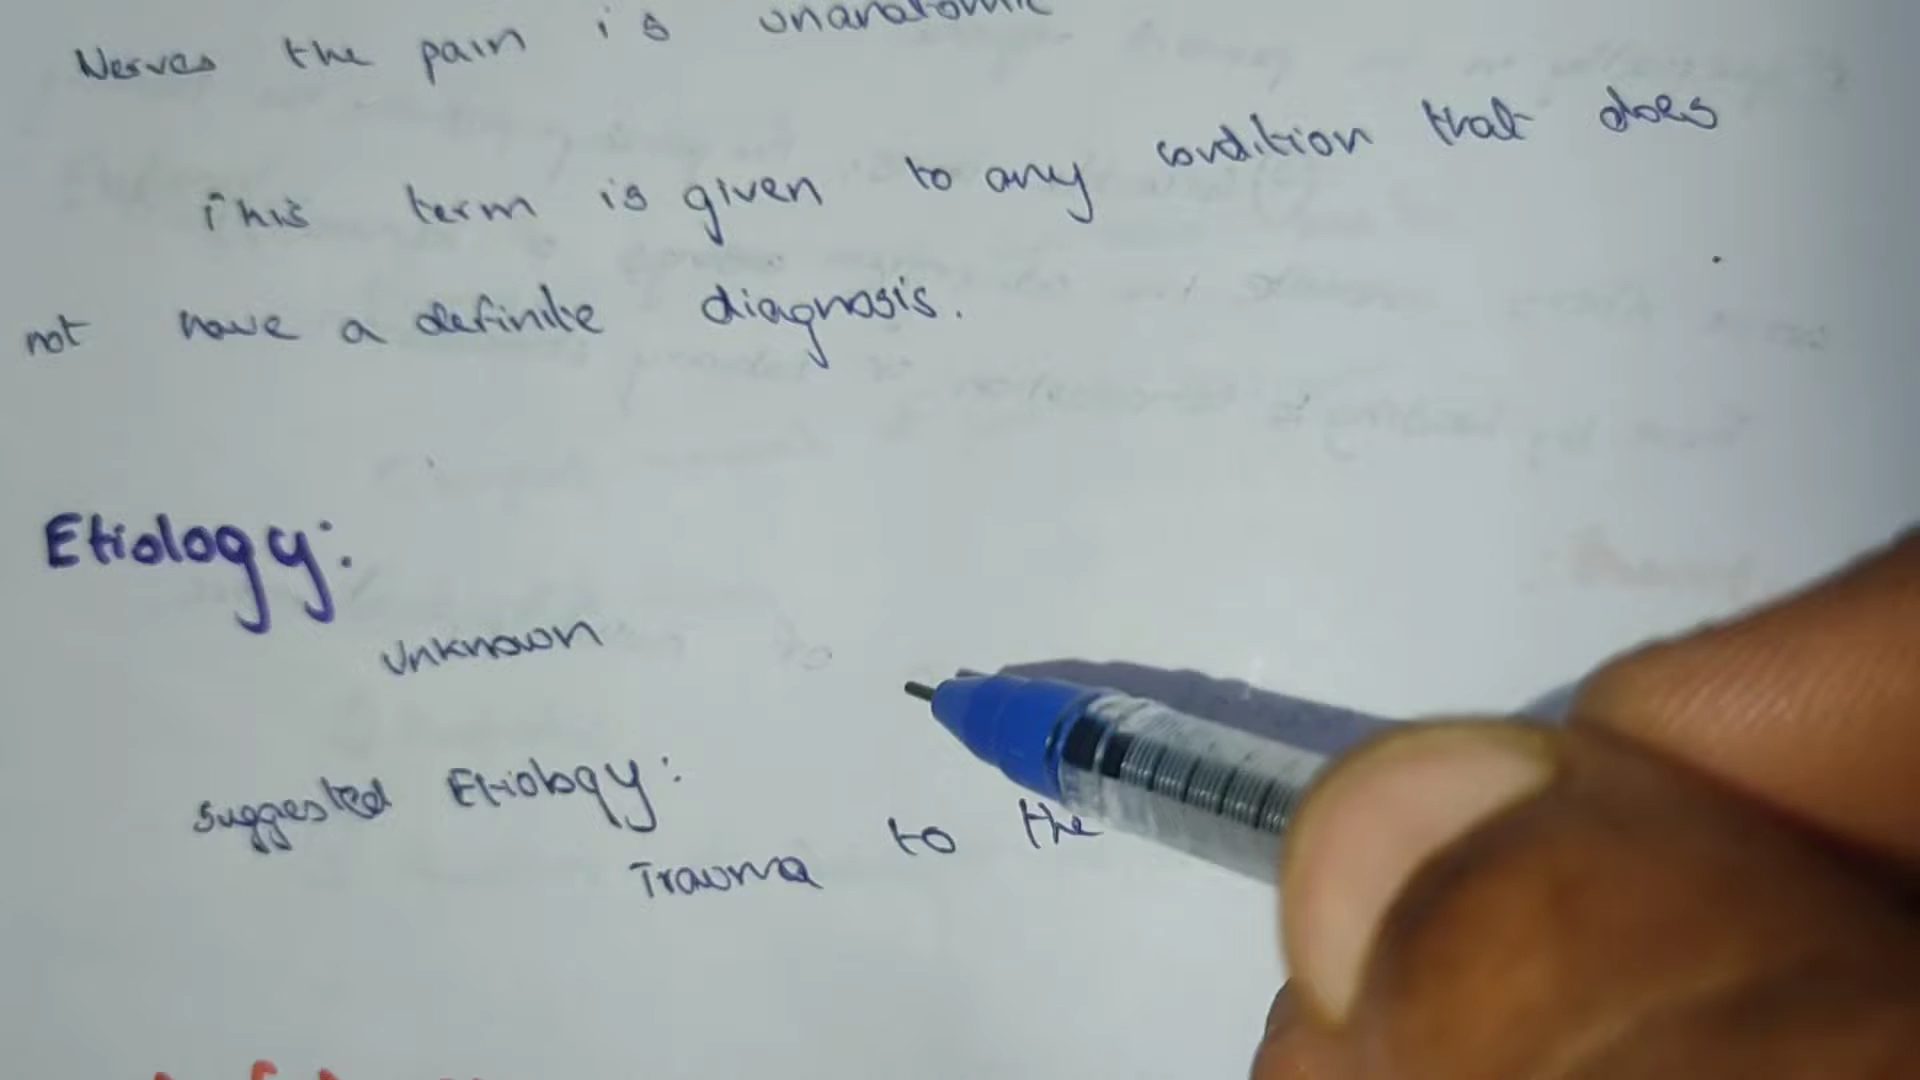 Nerves the pain is unanatomic
This term is given to any condition that does
not have a definite diagnosis.
Etiology:
Unknown
Suggested Etiology:
Trauma to the